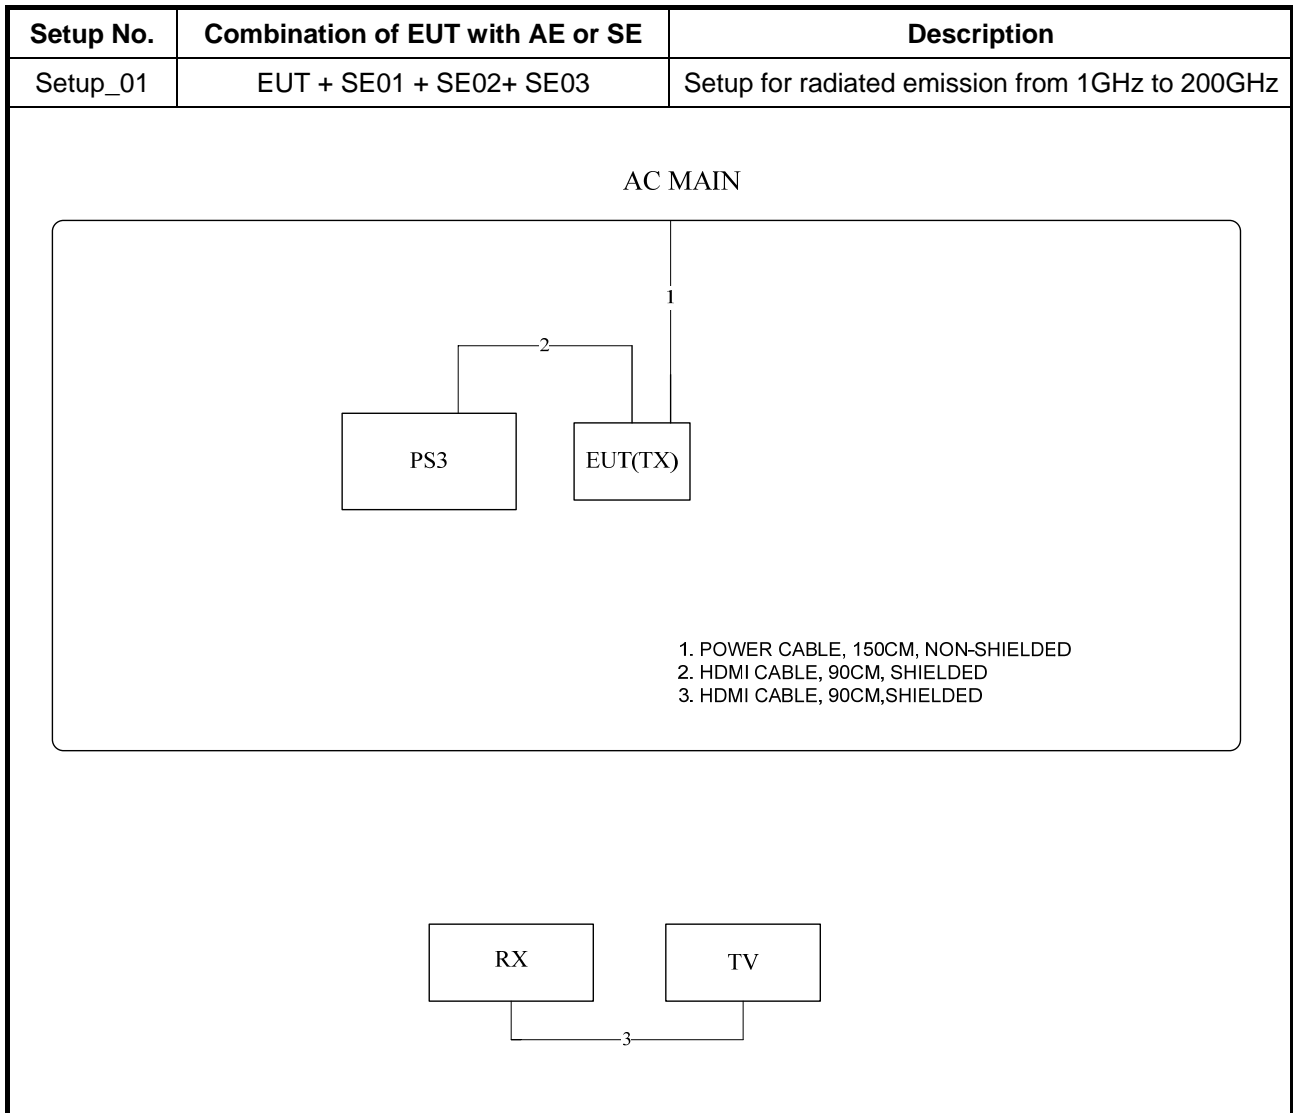 Setup No. Combination of EUT with AE or SE Description
Setup_01 EUT + SE01 + SE02+ SE03 Setup for radiated emission from 1GHz to 200GHz
AC MAIN
1
2
PS3
EUT(TX)
1. POWER CABLE, 150CM, NON-SHIELDED
2. HDMI CABLE, 90CM, SHIELDED
3. HDMI CABLE, 90CM,SHIELDED
RX
TV
3